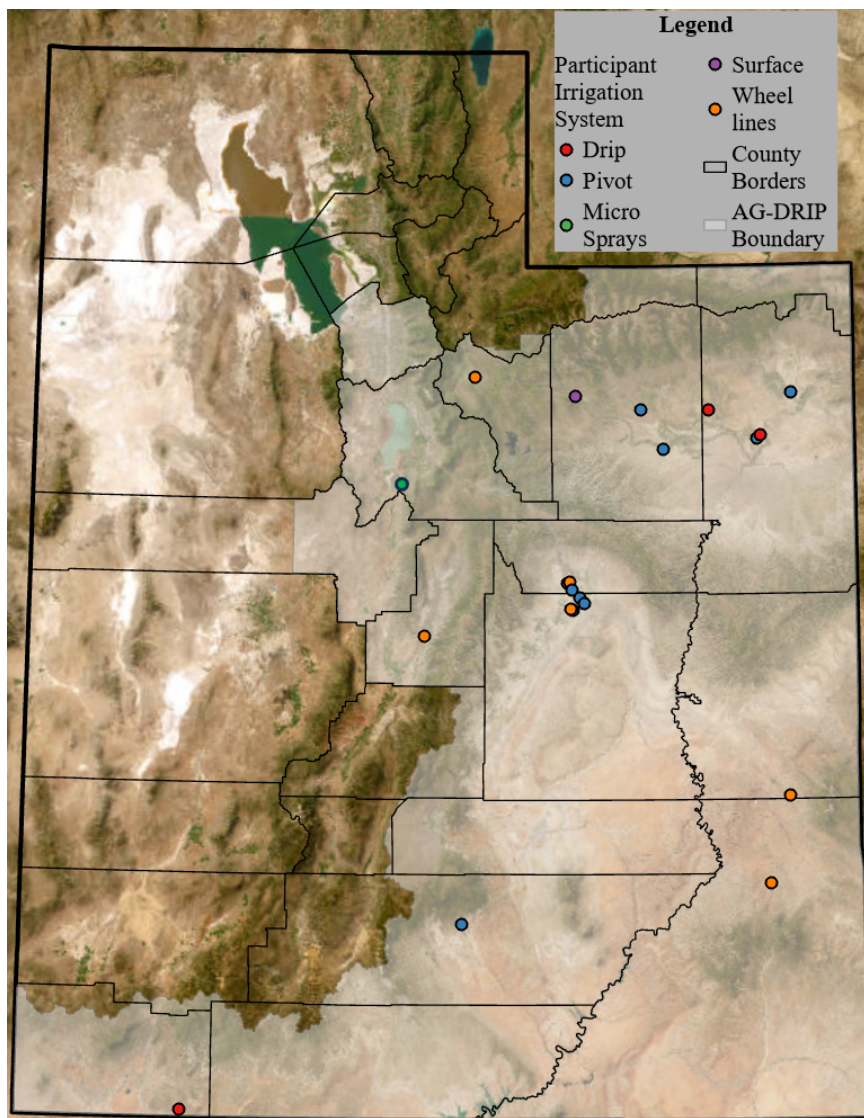 Legend
Participant
Irrigation
System
Drip
Pivot
Micro
Sprays
Surface
Wheel
lines
County
Borders
AG-DRIP
Boundary